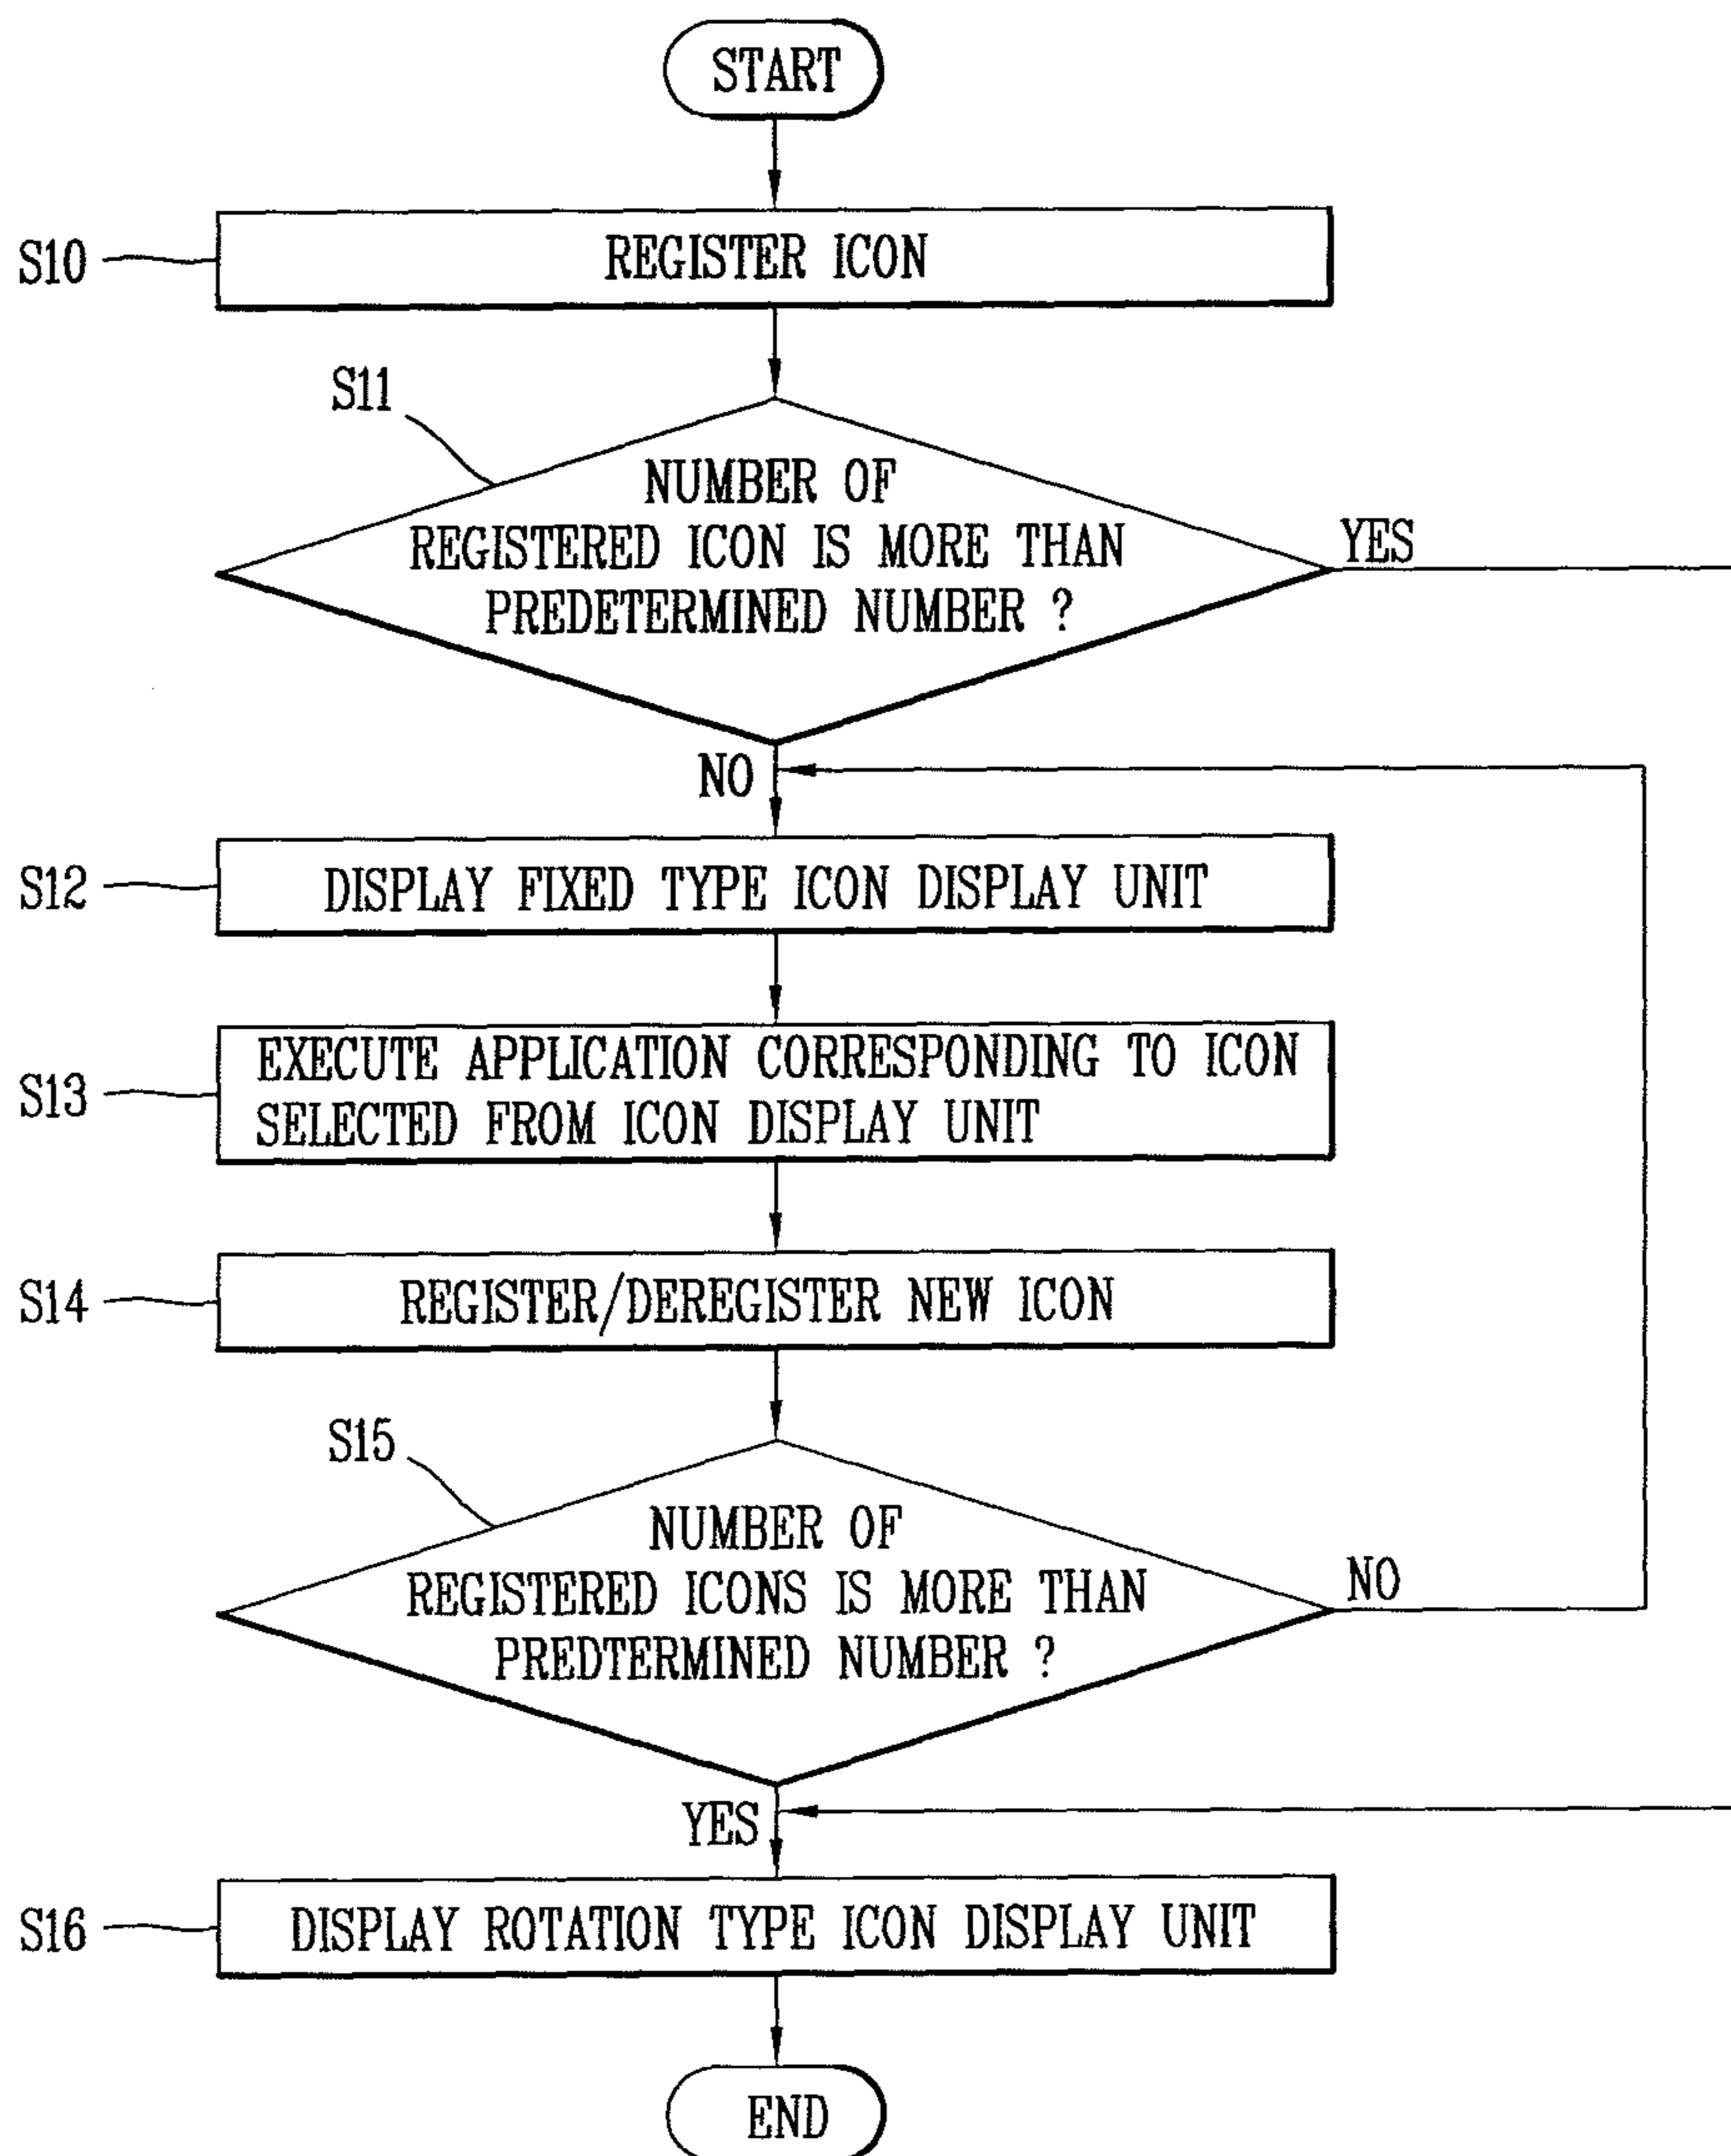 START
S10
REGISTER ICON
S11
NUMBER OF
REGISTERED ICON IS MORE THAN
PREDETERMINED NUMBER ?
YES
NO
S12
DISPLAY FIXED TYPE ICON DISPLAY UNIT
S13
EXECUTE APPLICATION CORRESPONDING TO ICON
SELECTED FROM ICON DISPLAY UNIT
S14
REGISTER/DEREGISTER NEW ICON
S15
NUMBER OF
REGISTERED ICONS IS MORE THAN
PREDTERMINED NUMBER ?
NO
YES
S16
DISPLAY ROTATION TYPE ICON DISPLAY UNIT
END